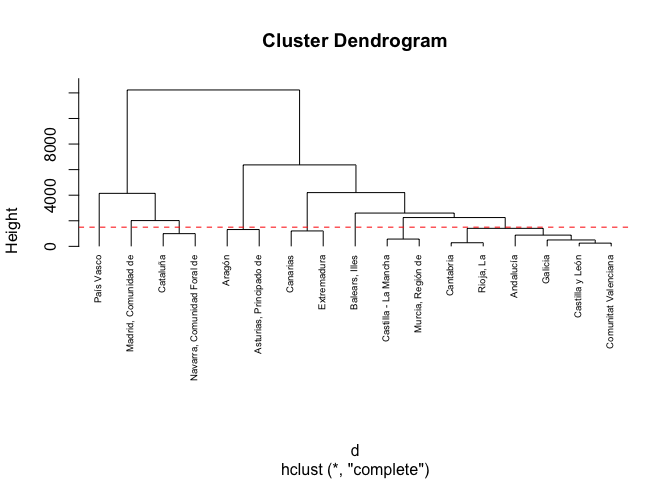 Cluster Dendrogram
Height
8000
4000
0
País Vasco
Madrid, Comunidad de
Cataluña
Navarra, Comunidad Foral de
Aragón
Asturias, Principado de
Canarias
Extremadura
Balears, Illes
Castilla - La Mancha
Murcia, Región de
Cantabria
Rioja, La
Andalucía
Galicia
Castilla y León
Comunitat Valenciana
d
hclust (*, "complete")